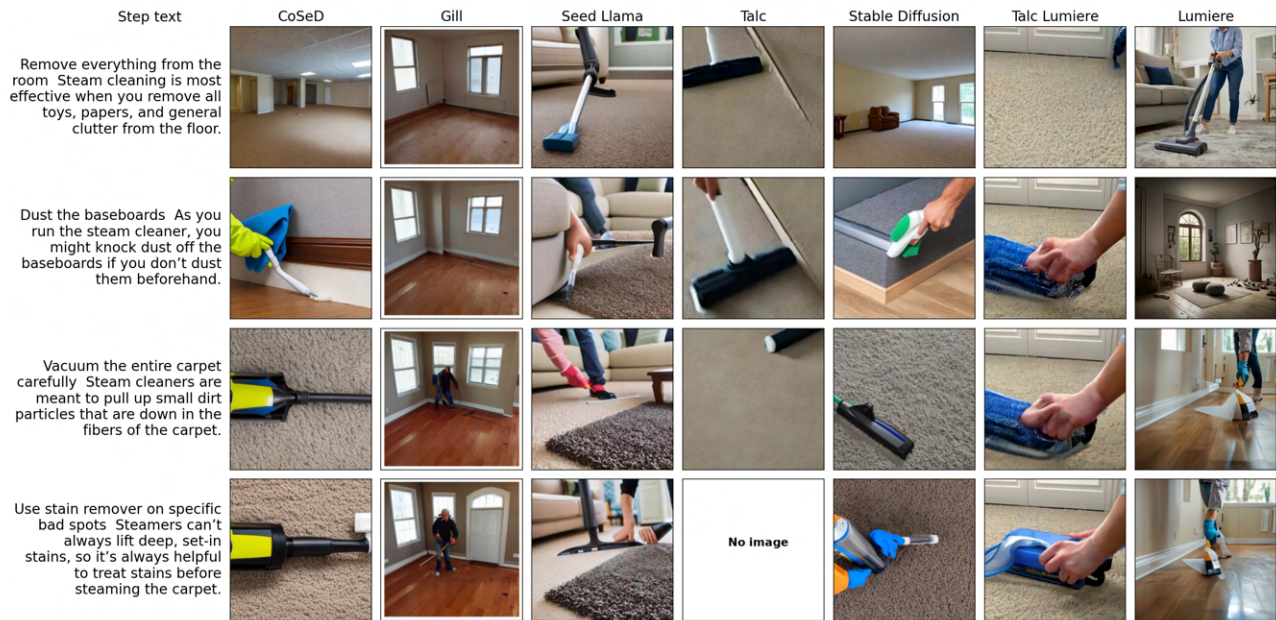 Step text
CoSeD
Gill
Seed Llama
Talc
Stable Diffusion
Talc Lumiere
Lumiere
Remove everything from the
room  Steam cleaning is most
effective when you remove all
toys, papers, and general
clutter from the floor.
Dust the baseboards  As you
run the steam cleaner, you
might knock dust off the
baseboards if you don't dust
them beforehand.
Vacuum the entire carpet
carefully  Steam cleaners are
meant to pull up small dirt
particles that are down in the
fibers of the carpet.
Use stain remover on specific
bad spots  Steamers can't
always lift deep, set-in
stains, so it's always helpful
to treat stains before
steaming the carpet.
No image